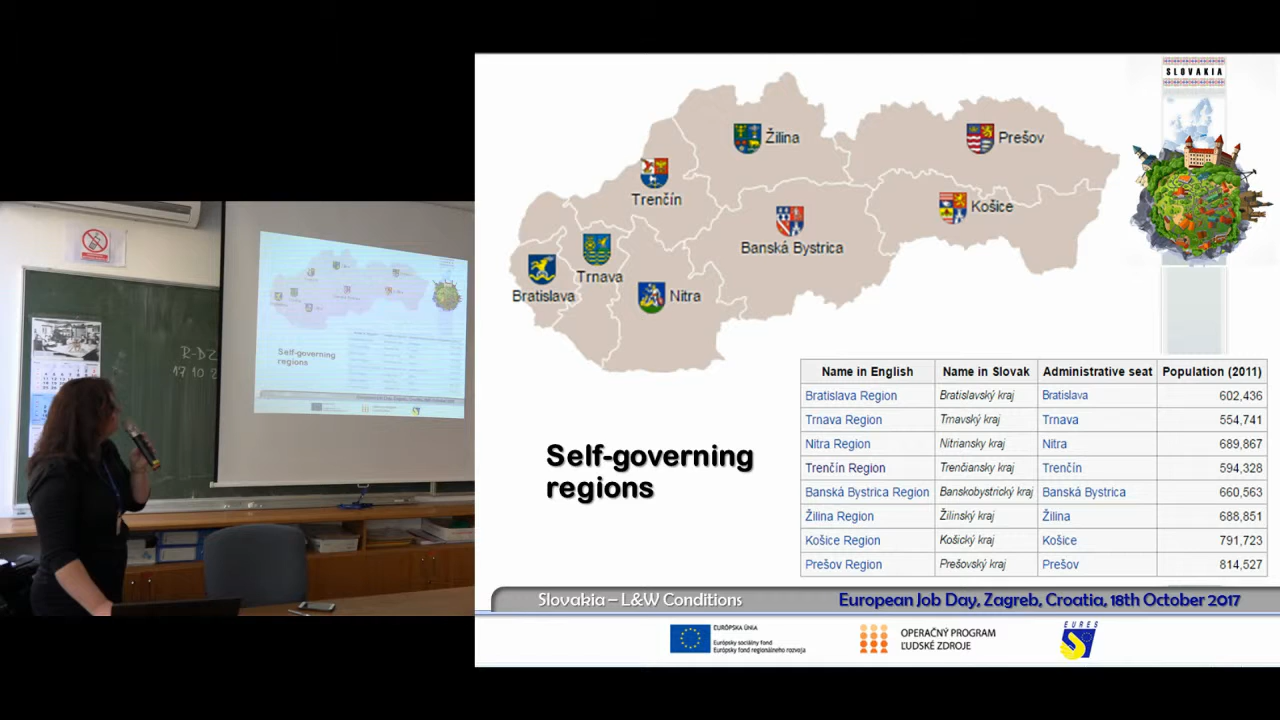 SLOVAKIA
Žilina
Prešov
Trenčín
Košice
Banská Bystrica
Trnava
Bratislava
Nitra
R-DZ
17.10.2
Self-governing
regions
Self-governing
regions
Name in English Name in Slovak Administrative seat Population (2011)
Bratislava Region Bratislavský kraj Bratislava 602,436
Trnava Region Trnavský kraj Trnava 554,741
Nitra Region Nitriansky kraj Nitra 689,867
Trenčín Region Trenčiansky kraj Trenčín 594,328
Banská Bystrica Region Banskobystrický kraj Banská Bystrica 660,563
Žilina Region Žilinský kraj Žilina 688,851
Košice Region Košický kraj Košice 791,723
Prešov Region Prešovský kraj Prešov 814,527
Slovakia – L&W Conditions European Job Day, Zagreb, Croatia, 18th October 2017
EURÓPSKA ÚNIA
Európsky sociálny fond
Európsky fond regionálneho rozvoja
OPERAČNÝ PROGRAM
ĽUDSKÉ ZDROJE
EURES